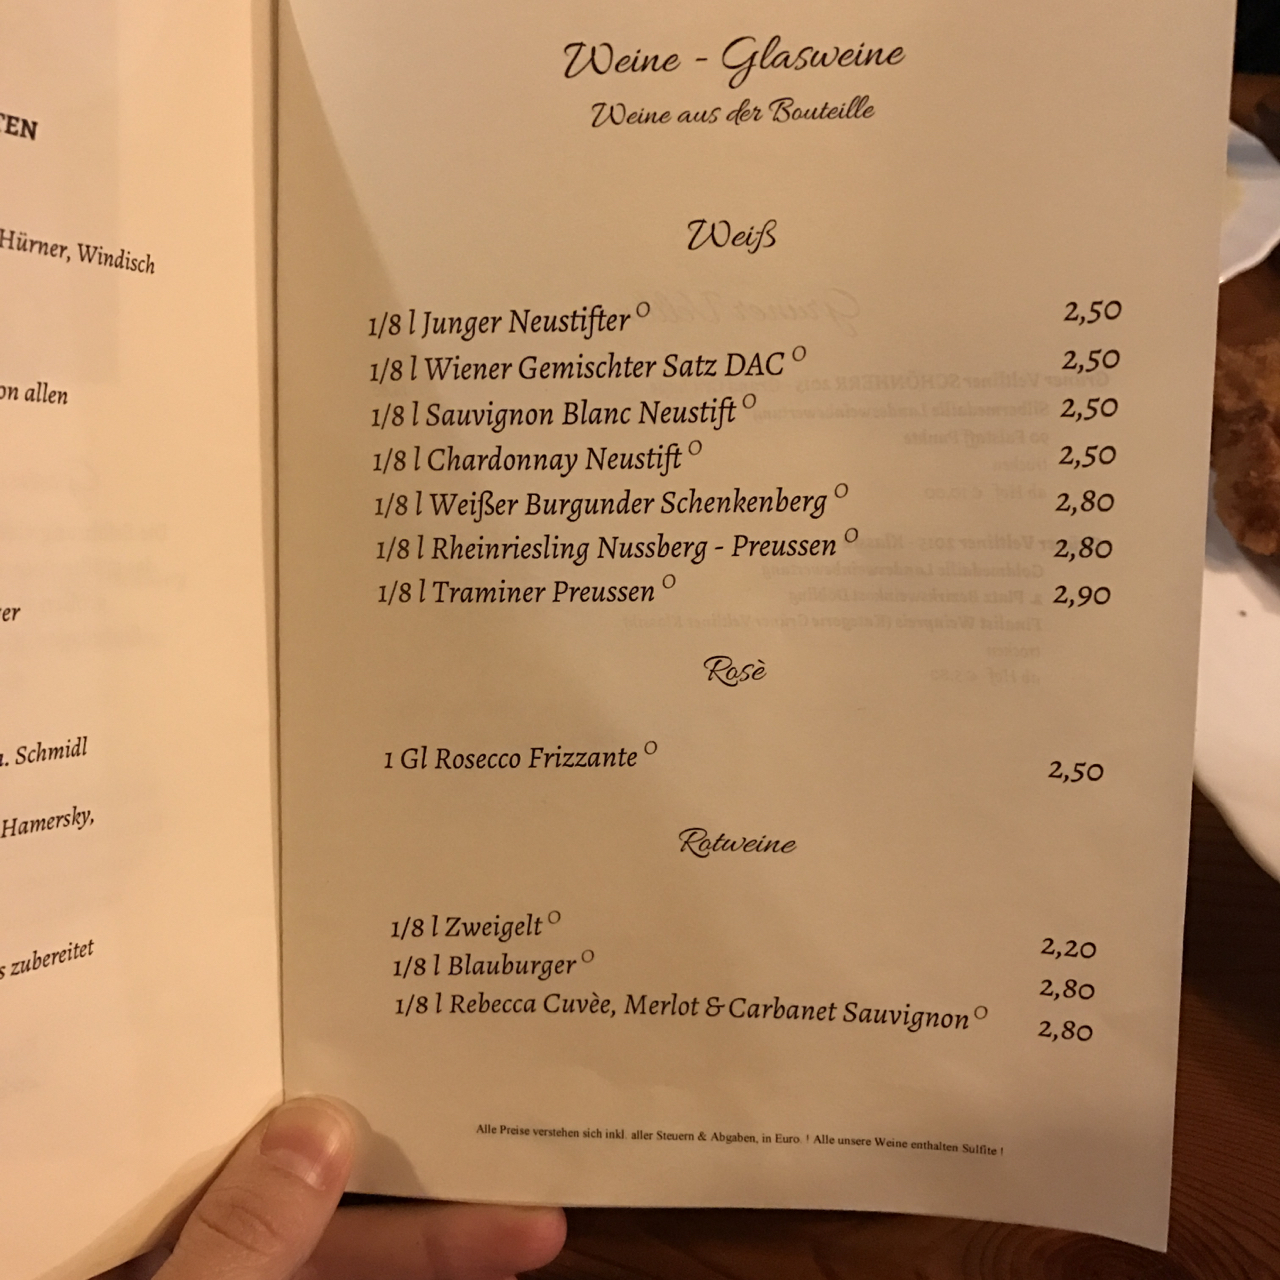 TEN
Hürner, Windisch
on allen
er
. Schmidl
Hamersky,
s zubereitet
Weine - Glasweine
Weine aus der Bouteille
Weiß
1/8 l Junger Neustifter O 2,50
1/8 l Wiener Gemischter Satz DAC O 2,50
1/8 l Sauvignon Blanc Neustift O 2,50
1/8 l Chardonnay Neustift O 2,50
1/8 l Weißer Burgunder Schenkenberg O 2,80
1/8 l Rheinriesling Nussberg - Preussen O 2,80
1/8 l Traminer Preussen O 2,90
Rosè
1 Gl Rosecco Frizzante O 2,50
Rotweine
1/8 l Zweigelt O 2,20
1/8 l Blauburger O 2,80
1/8 l Rebecca Cuvèe, Merlot & Carbanet Sauvignon O 2,80
Alle Preise verstehen sich inkl. aller Steuern & Abgaben, in Euro. ! Alle unsere Weine enthalten Sulfite !